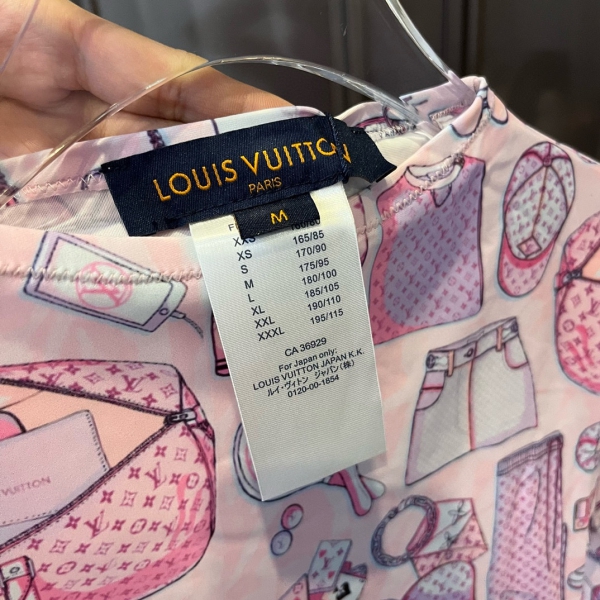 LOUIS VUITTON
PARIS
M
XXS 165/85
XS 170/90
S 175/95
M 180/100
L 185/105
XL 190/110
XXL 195/115
XXXL
CA 36929
For Japan only:
LOUIS VUITTON JAPAN K.K.
ルイ・ヴィトン ジャパン(株)
0120-00-1854
VUITTON